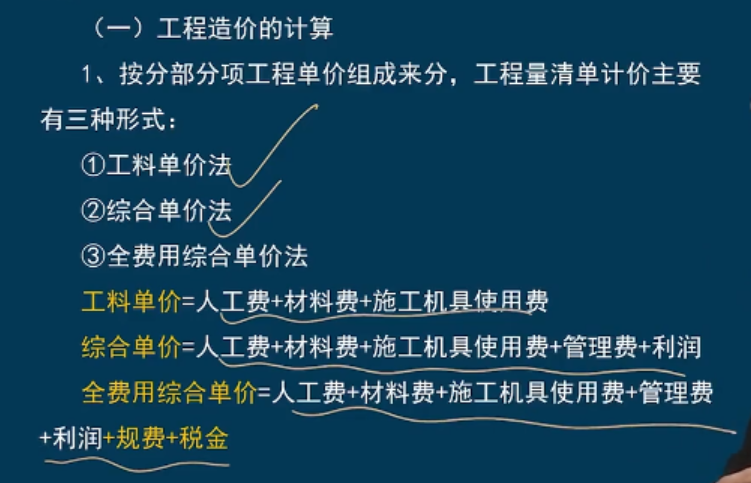 （一）工程造价的计算
1、按分部分项工程单价组成来分，工程量清单计价主要
有三种形式：
①工料单价法
②综合单价法
③全费用综合单价法
工料单价=人工费+材料费+施工机具使用费
综合单价=人工费+材料费+施工机具使用费+管理费+利润
全费用综合单价=人工费+材料费+施工机具使用费+管理费
+利润+规费+税金